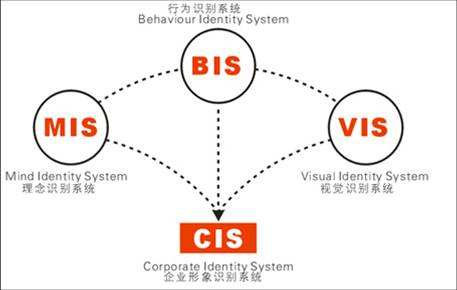 行为识别系统
Behaviour Identity System
BIS
MIS
VIS
Mind Identity System
理念识别系统
Visual Identity System
视觉识别系统
CIS
Corporate Identity System
企业形象识别系统